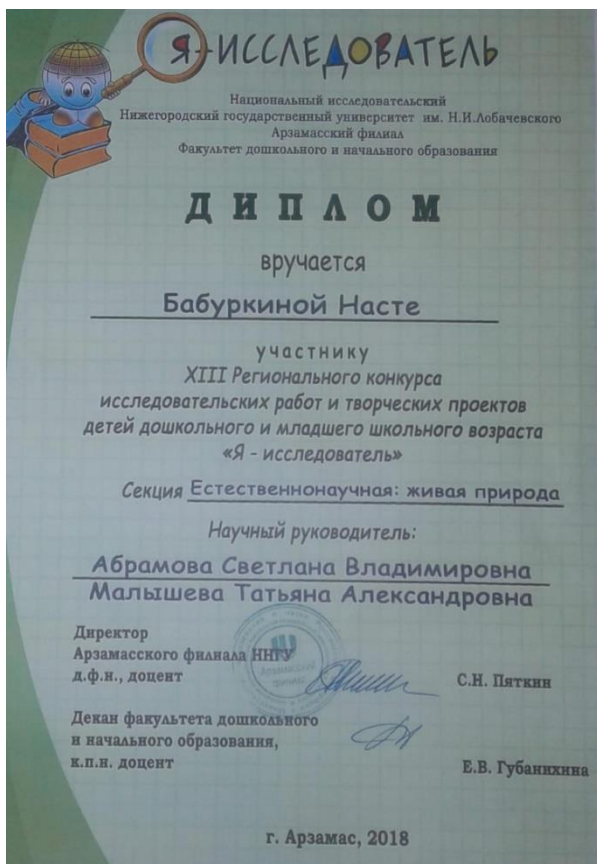 Я-ИССЛЕДОВАТЕЛЬ
Национальный исследовательский
Нижегородский государственный университет им. Н.И.Лобачевского
Арзамасский филиал
Факультет дошкольного и начального образования
ДИПЛОМ
вручается
Бабуркиной Насте
участнику
XIII Регионального конкурса
исследовательских работ и творческих проектов
детей дошкольного и младшего школьного возраста
«Я - исследователь»
Секция Естественнонаучная: живая природа
Научный руководитель:
Абрамова Светлана Владимировна
Малышева Татьяна Александровна
Директор
Арзамасского филиала ННГУ
д.ф.н., доцент
С.Н. Пяткин
Декан факультета дошкольного
и начального образования,
к.п.н. доцент
Е.В. Губанихина
г. Арзамас, 2018